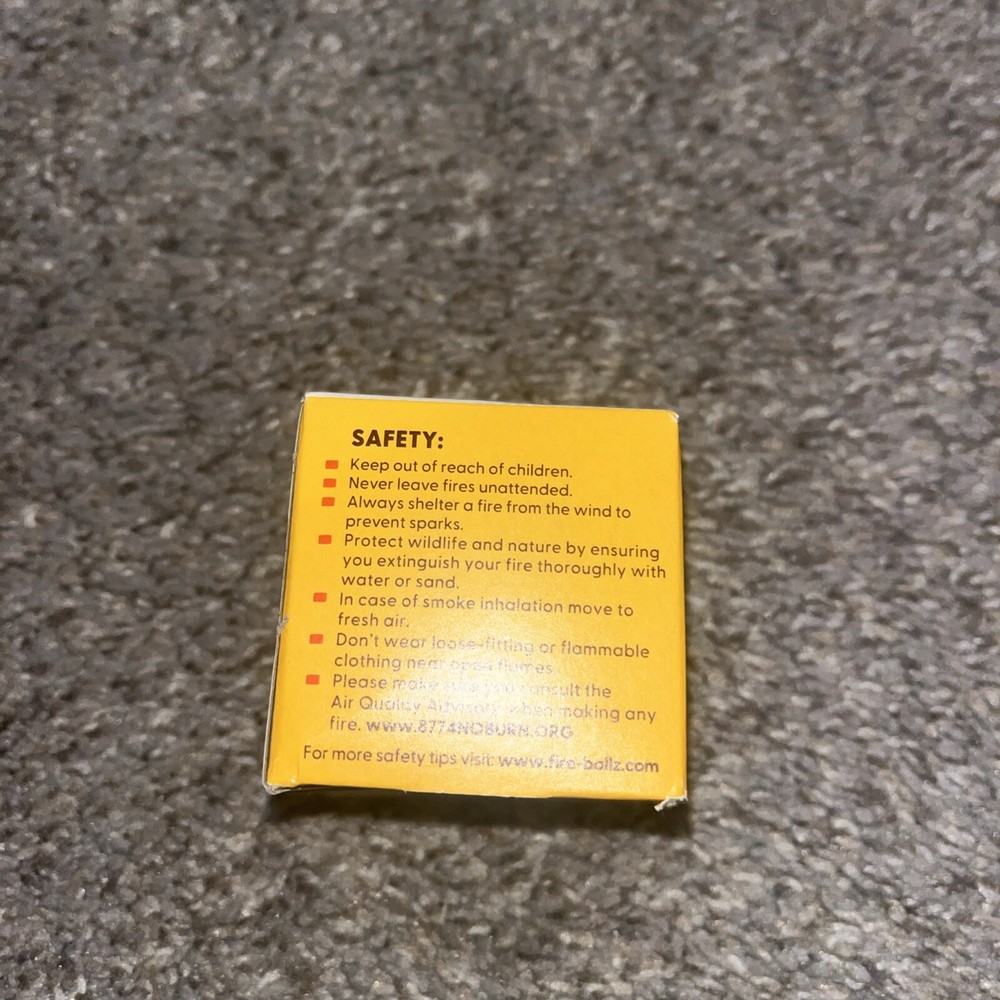 SAFETY:
Keep out of reach of children.
Never leave fires unattended.
Always shelter a fire from the wind to
prevent sparks.
Protect wildlife and nature by ensuring
you extinguish your fire thoroughly with
water or sand.
In case of smoke inhalation move to
fresh air.
Don't wear loose-fitting or flammable
clothing near open flames
Please make sure you consult the
Air Quality Advisory when making any
fire. www.8774NOBURN.ORG
For more safety tips visit: www.fire-ballz.com